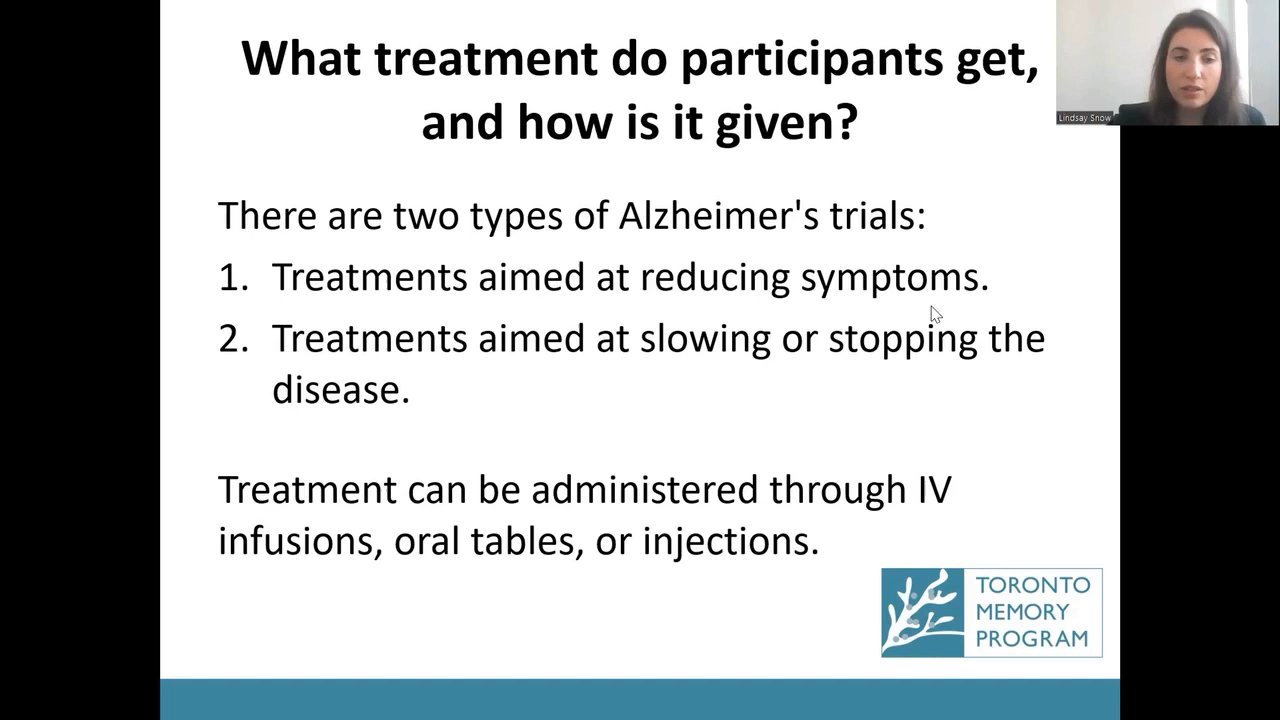 What treatment do participants get,
and how is it given?
Lindsay Snow
There are two types of Alzheimer's trials:
1. Treatments aimed at reducing symptoms.
2. Treatments aimed at slowing or stopping the
disease.
Treatment can be administered through IV
infusions, oral tables, or injections.
TORONTO
MEMORY
PROGRAM